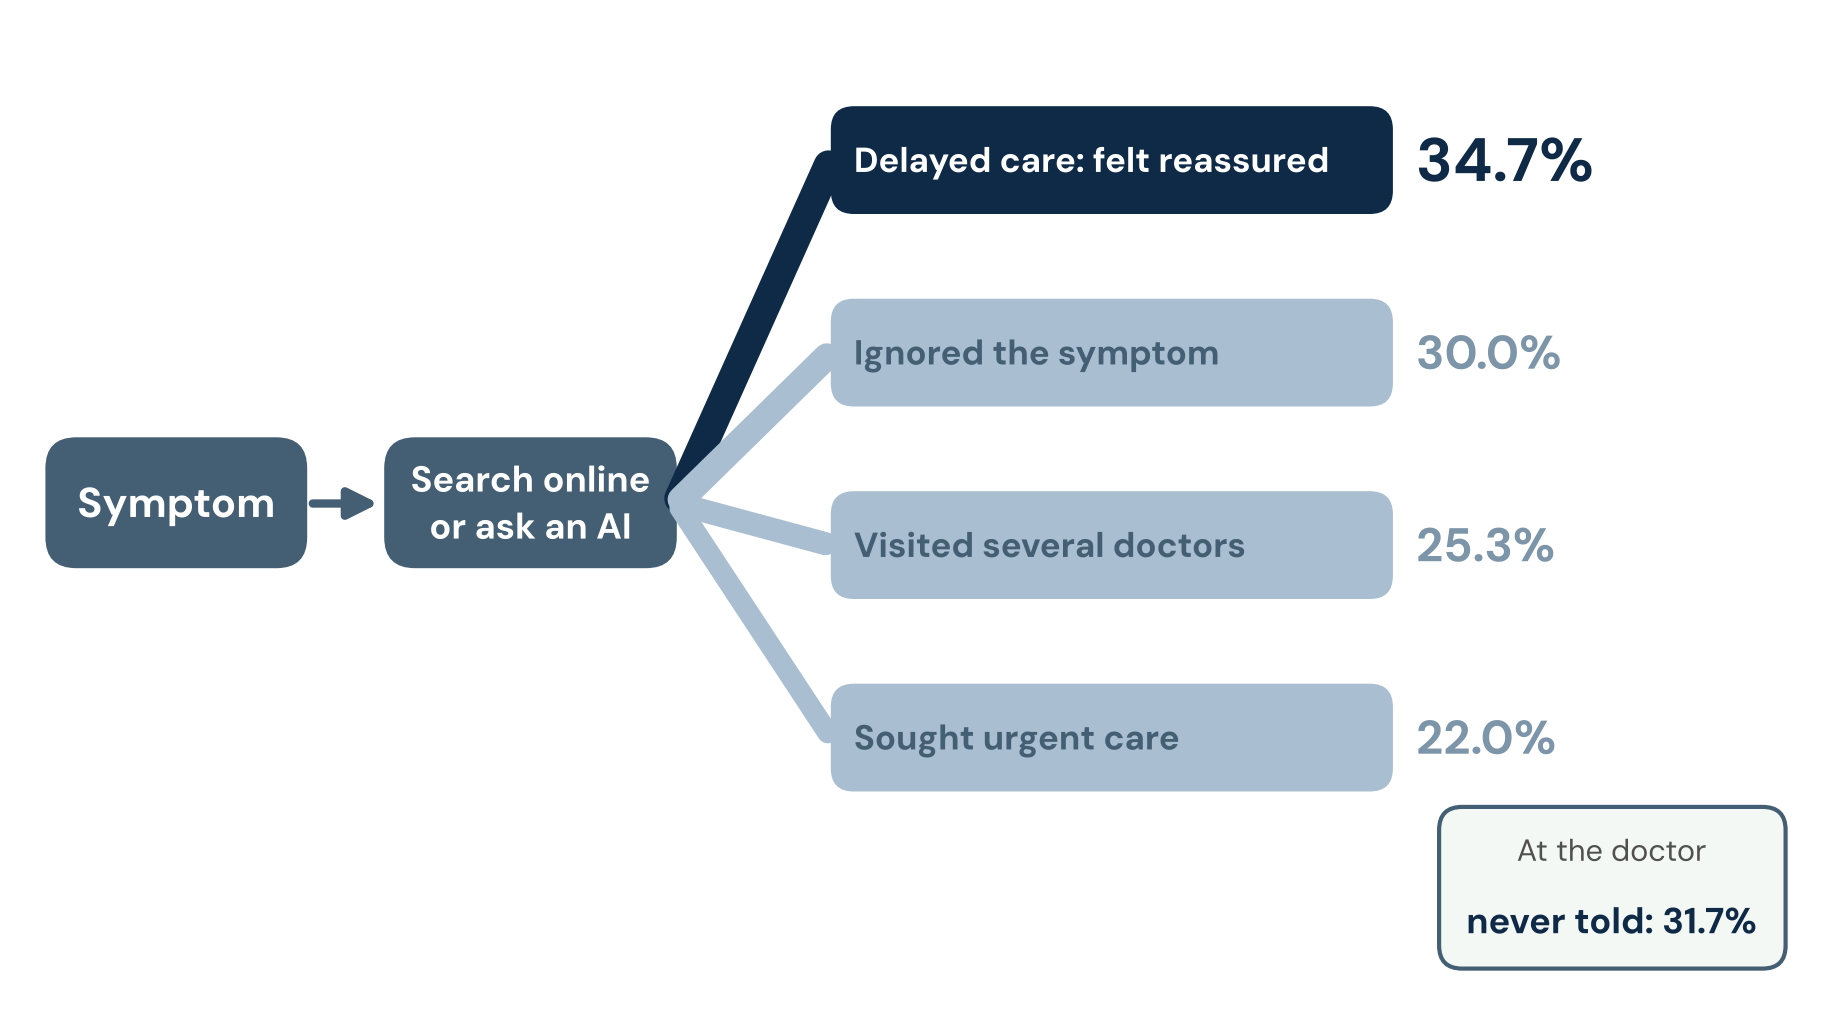 Symptom
Search online
or ask an AI
Delayed care: felt reassured
34.7%
Ignored the symptom
30.0%
Visited several doctors
25.3%
Sought urgent care
22.0%
At the doctor
never told: 31.7%